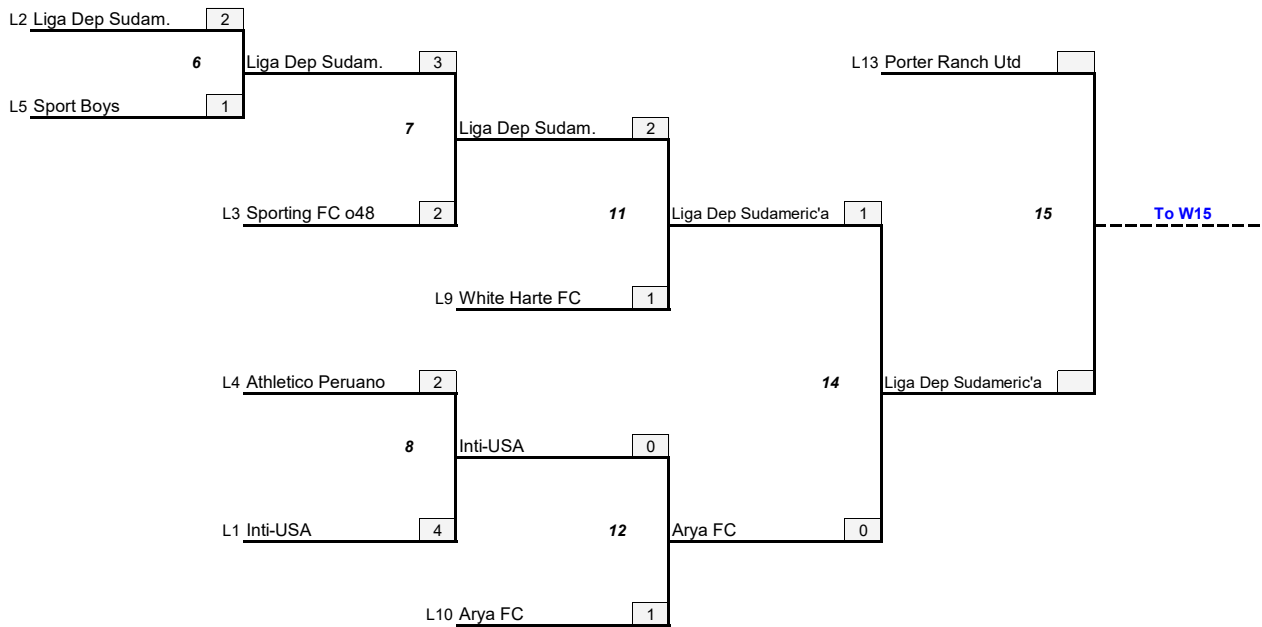 L2 Liga Dep Sudam. 2
6 Liga Dep Sudam. 3
L13 Porter Ranch Utd
L5 Sport Boys 1
7 Liga Dep Sudam. 2
L3 Sporting FC o48 2
11 Liga Dep Sudameric'a 1
15 To W15
L9 White Harte FC 1
L4 Athletico Peruano 2
14 Liga Dep Sudameric'a
8 Inti-USA 0
L1 Inti-USA 4
12 Arya FC 0
L10 Arya FC 1